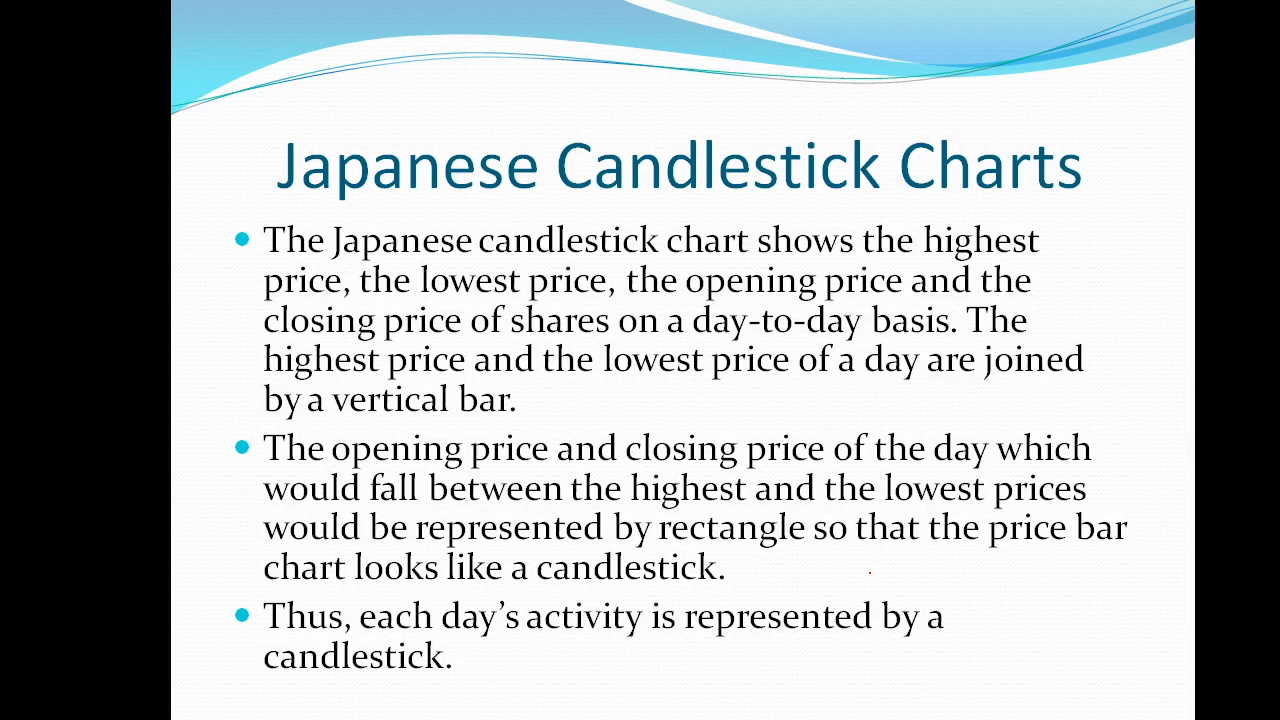 Japanese Candlestick Charts
The Japanese candlestick chart shows the highest
price, the lowest price, the opening price and the
closing price of shares on a day-to-day basis. The
highest price and the lowest price of a day are joined
by a vertical bar.
The opening price and closing price of the day which
would fall between the highest and the lowest prices
would be represented by rectangle so that the price bar
chart looks like a candlestick.
Thus, each day’s activity is represented by a
candlestick.